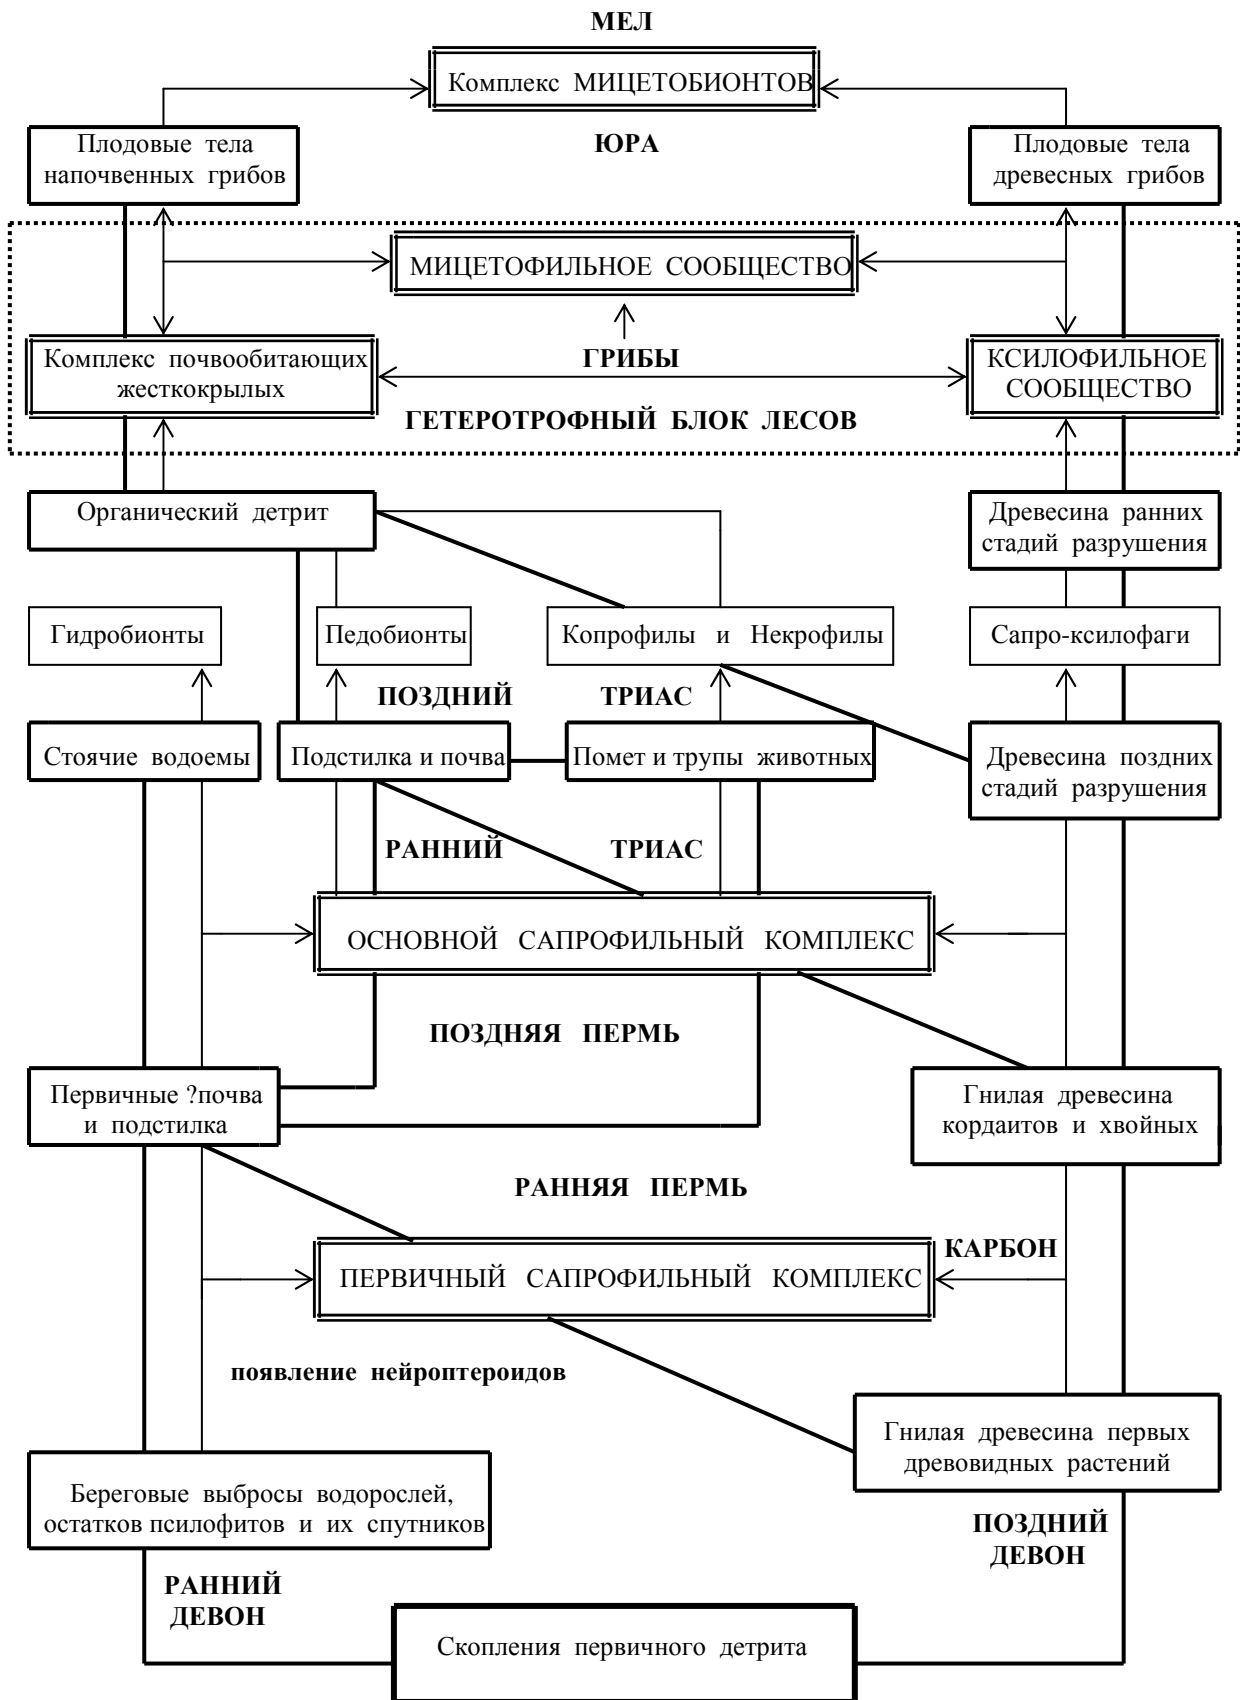 МЕЛ
Комплекс МИЦЕТОБИОНТОВ
Плодовые тела
напочвенных грибов
ЮРА
Плодовые тела
древесных грибов
МИЦЕТОФИЛЬНОЕ СООБЩЕСТВО
Комплекс почвообитающих
жесткокрылых
ГРИБЫ
КСИЛОФИЛЬНОЕ
СООБЩЕСТВО
ГЕТЕРОТРОФНЫЙ БЛОК ЛЕСОВ
Органический детрит
Древесина ранних
стадий разрушения
Гидробионты
Педобионты
Копрофилы и Некрофилы
Сапро-ксилофаги
ПОЗДНИЙ ТРИАС
Стоячие водоемы
Подстилка и почва
Помет и трупы животных
Древесина поздних
стадий разрушения
РАННИЙ ТРИАС
ОСНОВНОЙ САПРОФИЛЬНЫЙ КОМПЛЕКС
ПОЗДНЯЯ ПЕРМЬ
Первичные ?почва
и подстилка
Гнилая древесина
кордаитов и хвойных
РАННЯЯ ПЕРМЬ
КАРБОН
ПЕРВИЧНЫЙ САПРОФИЛЬНЫЙ КОМПЛЕКС
появление нейроптероидов
Гнилая древесина первых
древовидных растений
Береговые выбросы водорослей,
остатков псилофитов и их спутников
ПОЗДНИЙ
ДЕВОН
РАННИЙ
ДЕВОН
Скопления первичного детрита